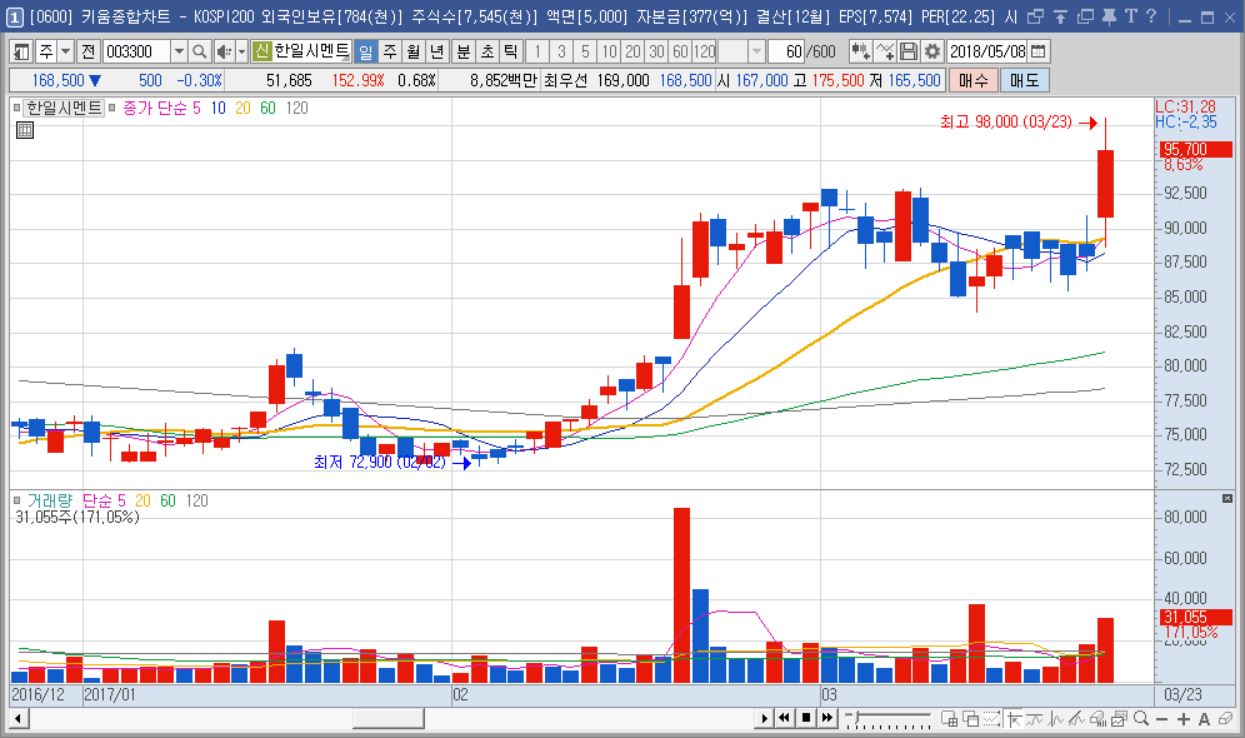 1 [0600] 키움종합차트 - KOSPI200 외국인보유[784(천)] 주식수[7,545(천)] 액면[5,000] 자본금[377(억)] 결산[12월] EPS[7,574] PER[22.25] 시 T ?
주 전 003300 신 한일시멘트 일 주 월 년 분 초 틱 1 3 5 10 20 30 60 120 60 /600 2018/05/08
168,500 ▼ 500 -0.30% 51,685 152.99% 0.68% 8,852백만 최우선 169,000 168,500 시 167,000 고 175,500 저 165,500 매수 매도
한일시멘트 종가 단순 5 10 20 60 120
LC:31,28
최고 98,000 (03/23)
HC:-2,35
95,700
8,63%
92,500
90,000
87,500
85,000
82,500
80,000
77,500
75,000
최저 72,900 (02/02)
72,500
거래량 단순 5 20 60 120
31,055주(171,05%)
80,000
60,000
40,000
31,055
171,05%
20,000
2016/12 2017/01 02 03 03/23
A